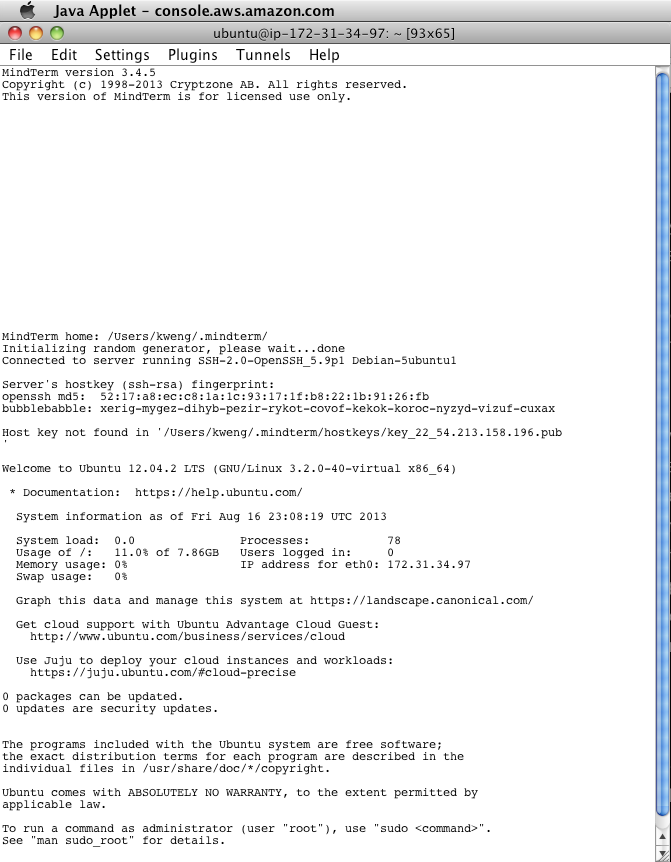 Java Applet - console.aws.amazon.com
ubuntu@ip-172-31-34-97: ~ [93x65]
File Edit Settings Plugins Tunnels Help
MindTerm version 3.4.5
Copyright (c) 1998-2013 Cryptzone AB. All rights reserved.
This version of MindTerm is for licensed use only.
MindTerm home: /Users/kweng/.mindterm/
Initializing random generator, please wait...done
Connected to server running SSH-2.0-OpenSSH_5.9p1 Debian-5ubuntu1
Server's hostkey (ssh-rsa) fingerprint:
openssh md5:  52:17:a8:ec:c8:1a:1c:93:17:1f:b8:22:1b:91:26:fb
bubblebabble: xerig-mygez-dihyb-pezir-rykot-covof-kekok-koroc-nyzyd-vizuf-cuxax
Host key not found in '/Users/kweng/.mindterm/hostkeys/key_22_54.213.158.196.pub
'
Welcome to Ubuntu 12.04.2 LTS (GNU/Linux 3.2.0-40-virtual x86_64)
* Documentation:  https://help.ubuntu.com/
System information as of Fri Aug 16 23:08:19 UTC 2013
System load:  0.0 Processes: 78
Usage of /:   11.0% of 7.86GB Users logged in: 0
Memory usage: 0% IP address for eth0: 172.31.34.97
Swap usage:   0%
Graph this data and manage this system at https://landscape.canonical.com/
Get cloud support with Ubuntu Advantage Cloud Guest:
http://www.ubuntu.com/business/services/cloud
Use Juju to deploy your cloud instances and workloads:
https://juju.ubuntu.com/#cloud-precise
0 packages can be updated.
0 updates are security updates.
The programs included with the Ubuntu system are free software;
the exact distribution terms for each program are described in the
individual files in /usr/share/doc/*/copyright.
Ubuntu comes with ABSOLUTELY NO WARRANTY, to the extent permitted by
applicable law.
To run a command as administrator (user "root"), use "sudo <command>".
See "man sudo_root" for details.